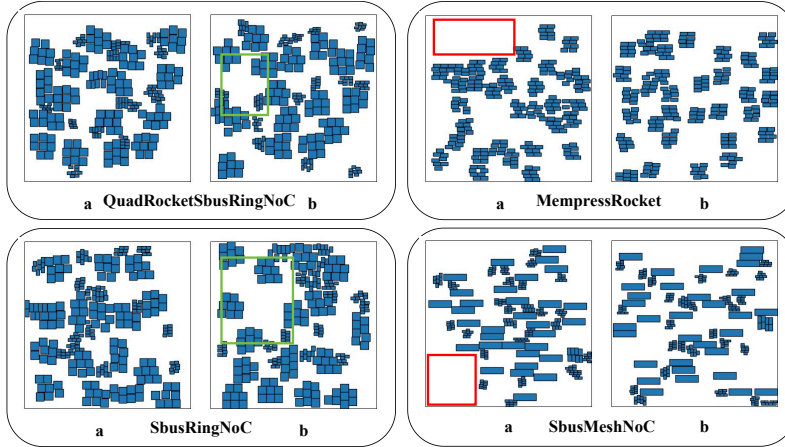 a QuadRocketSbusRingNoC b
a MempressRocket b
a SbusRingNoC b
a SbusMeshNoC b